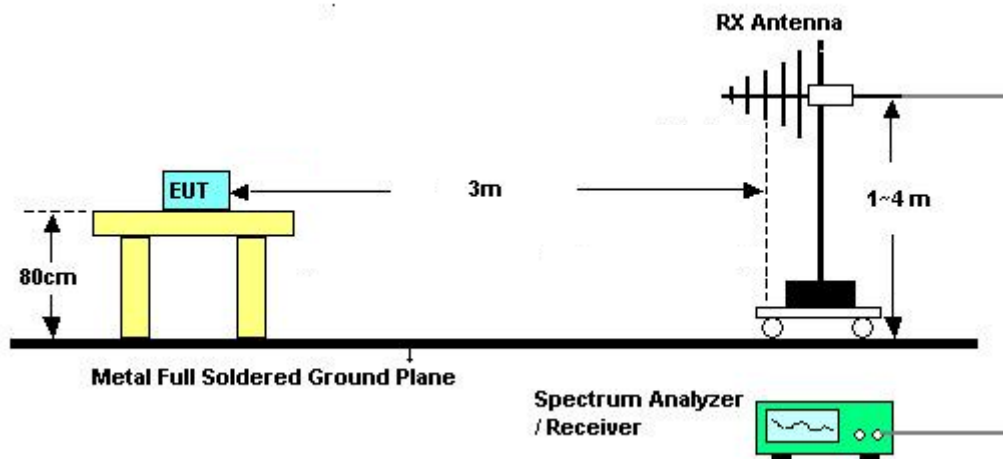 RX Antenna
EUT
3m
1~4 m
80cm
Metal Full Soldered Ground Plane
Spectrum Analyzer
/ Receiver